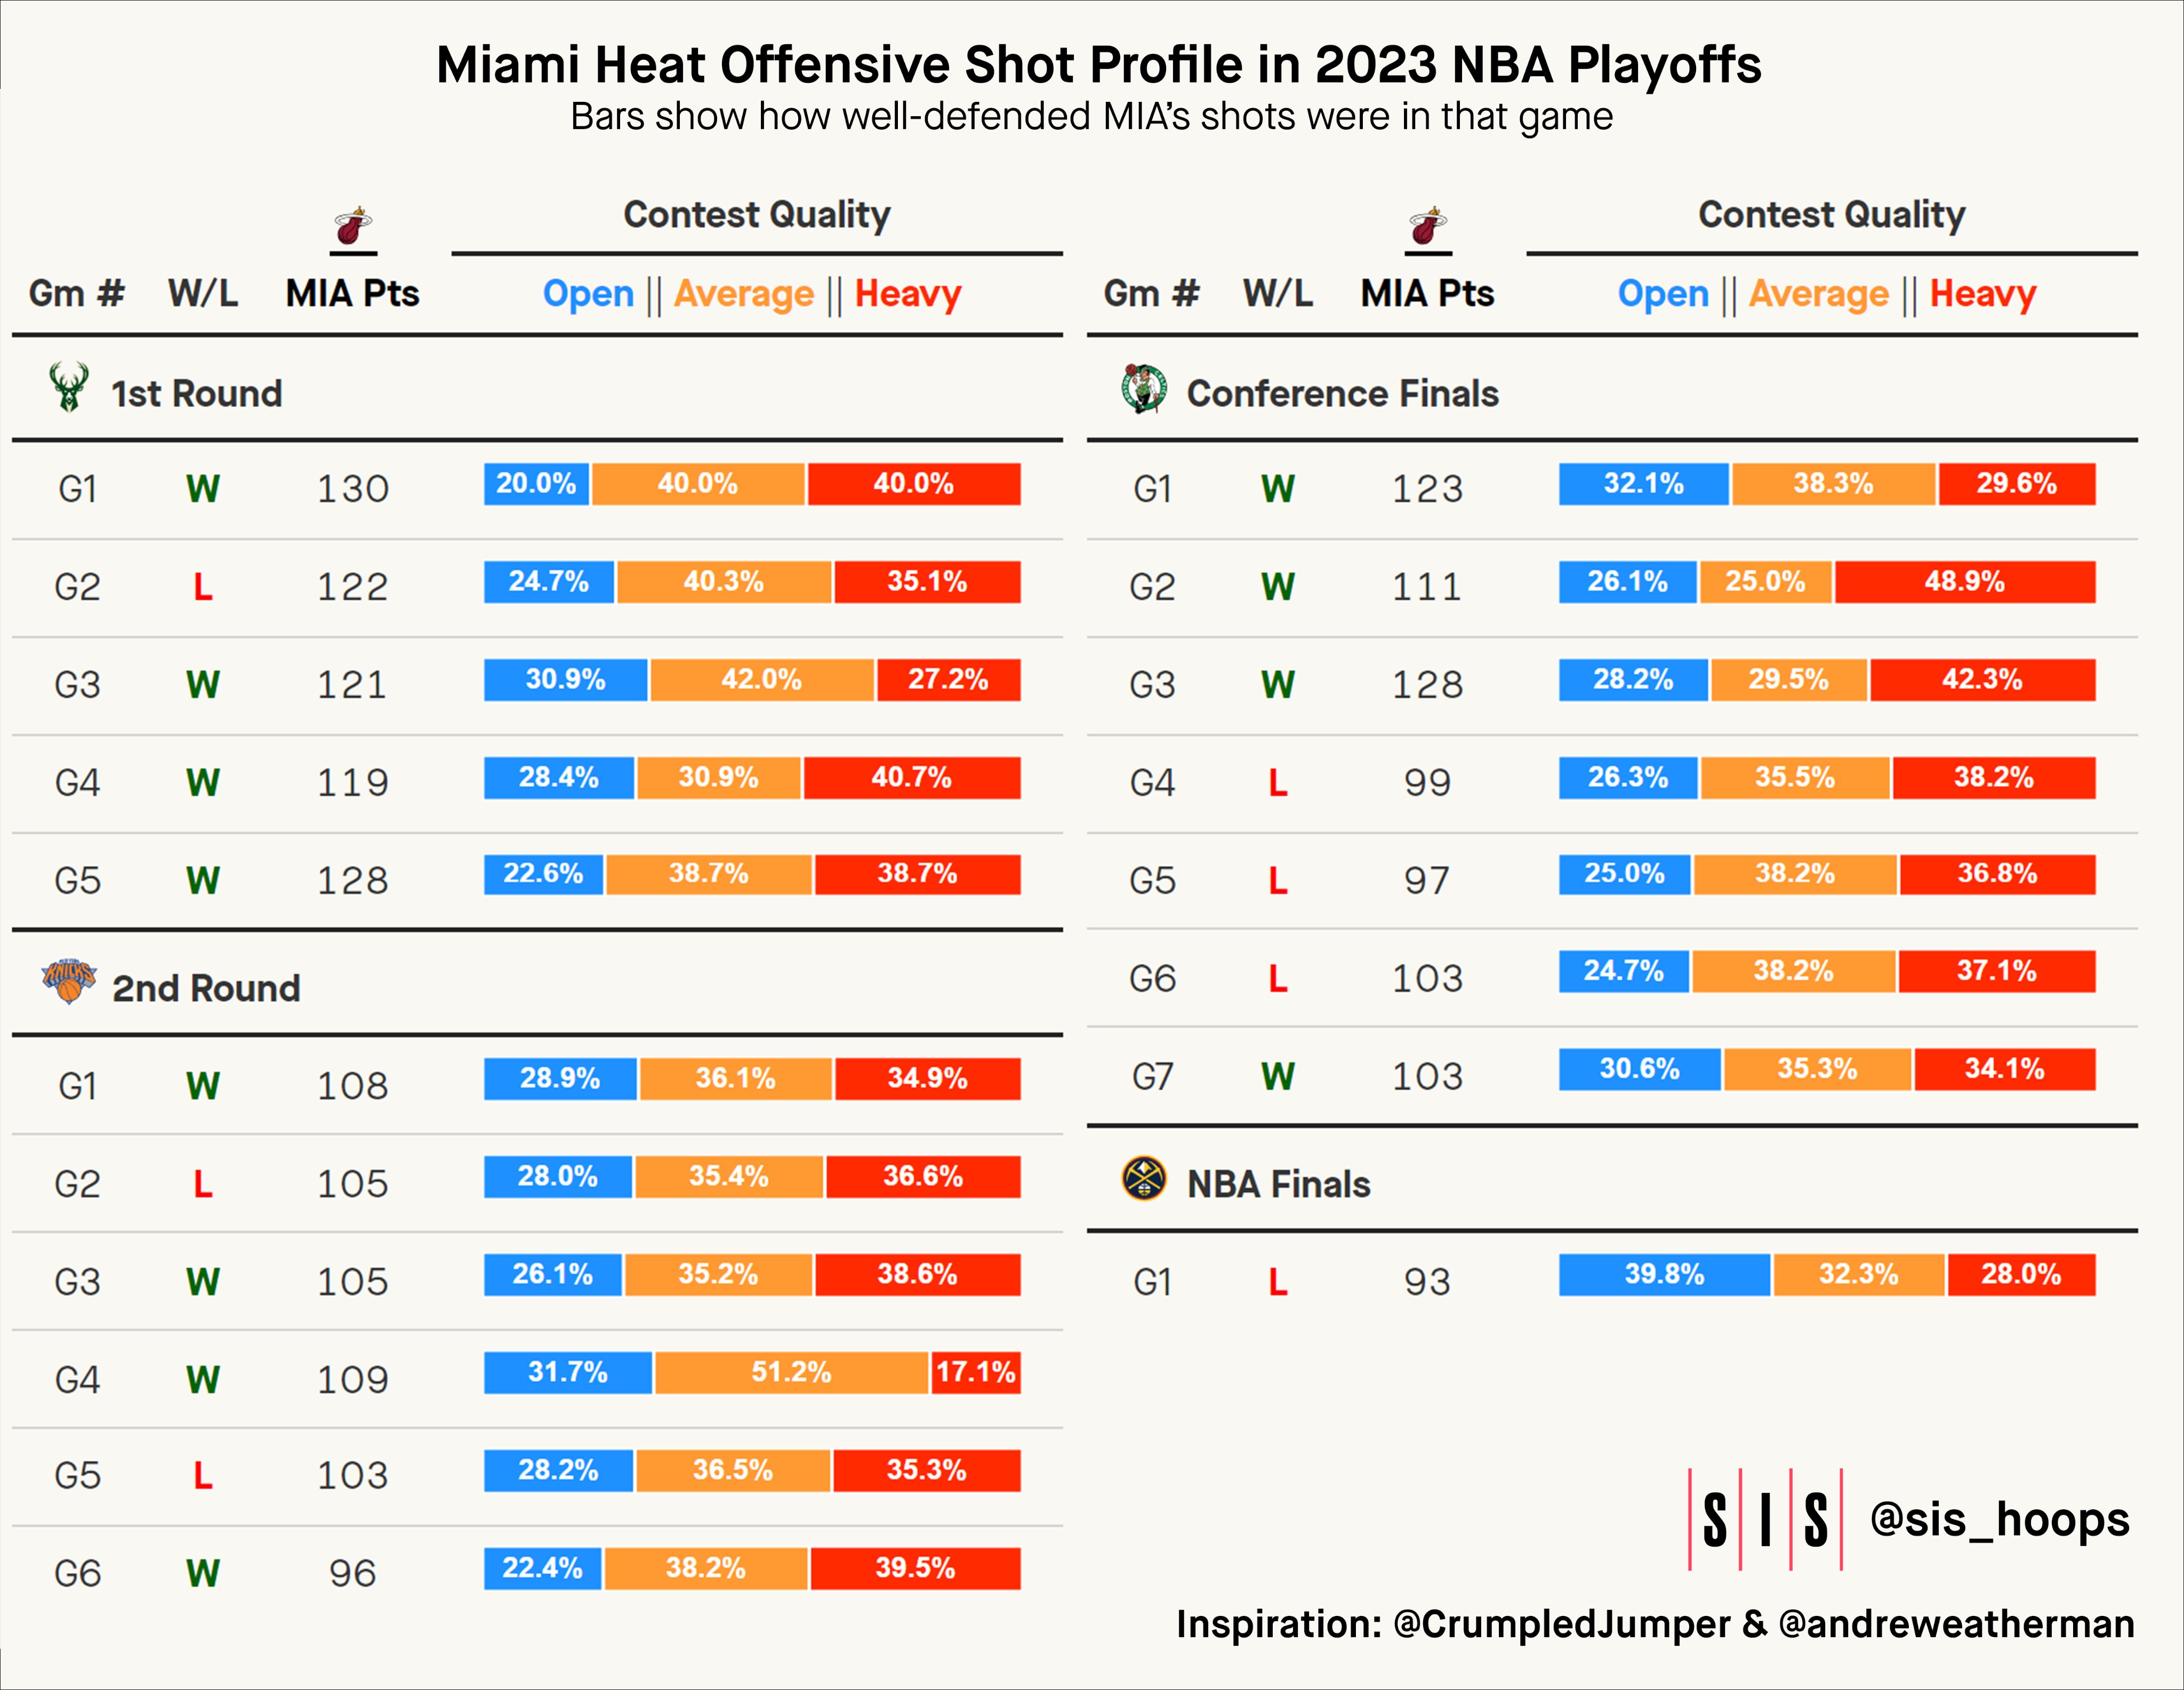 Miami Heat Offensive Shot Profile in 2023 NBA Playoffs
Bars show how well-defended MIA's shots were in that game
Contest Quality
Gm # W/L MIA Pts Open || Average || Heavy
1st Round
G1 W 130 20.0% 40.0% 40.0%
G2 L 122 24.7% 40.3% 35.1%
G3 W 121 30.9% 42.0% 27.2%
G4 W 119 28.4% 30.9% 40.7%
G5 W 128 22.6% 38.7% 38.7%
KNICKS 2nd Round
G1 W 108 28.9% 36.1% 34.9%
G2 L 105 28.0% 35.4% 36.6%
G3 W 105 26.1% 35.2% 38.6%
G4 W 109 31.7% 51.2% 17.1%
G5 L 103 28.2% 36.5% 35.3%
G6 W 96 22.4% 38.2% 39.5%
Contest Quality
Gm # W/L MIA Pts Open || Average || Heavy
Conference Finals
G1 W 123 32.1% 38.3% 29.6%
G2 W 111 26.1% 25.0% 48.9%
G3 W 128 28.2% 29.5% 42.3%
G4 L 99 26.3% 35.5% 38.2%
G5 L 97 25.0% 38.2% 36.8%
G6 L 103 24.7% 38.2% 37.1%
G7 W 103 30.6% 35.3% 34.1%
NBA Finals
G1 L 93 39.8% 32.3% 28.0%
SIS @sis_hoops
Inspiration: @CrumpledJumper & @andreweatherman